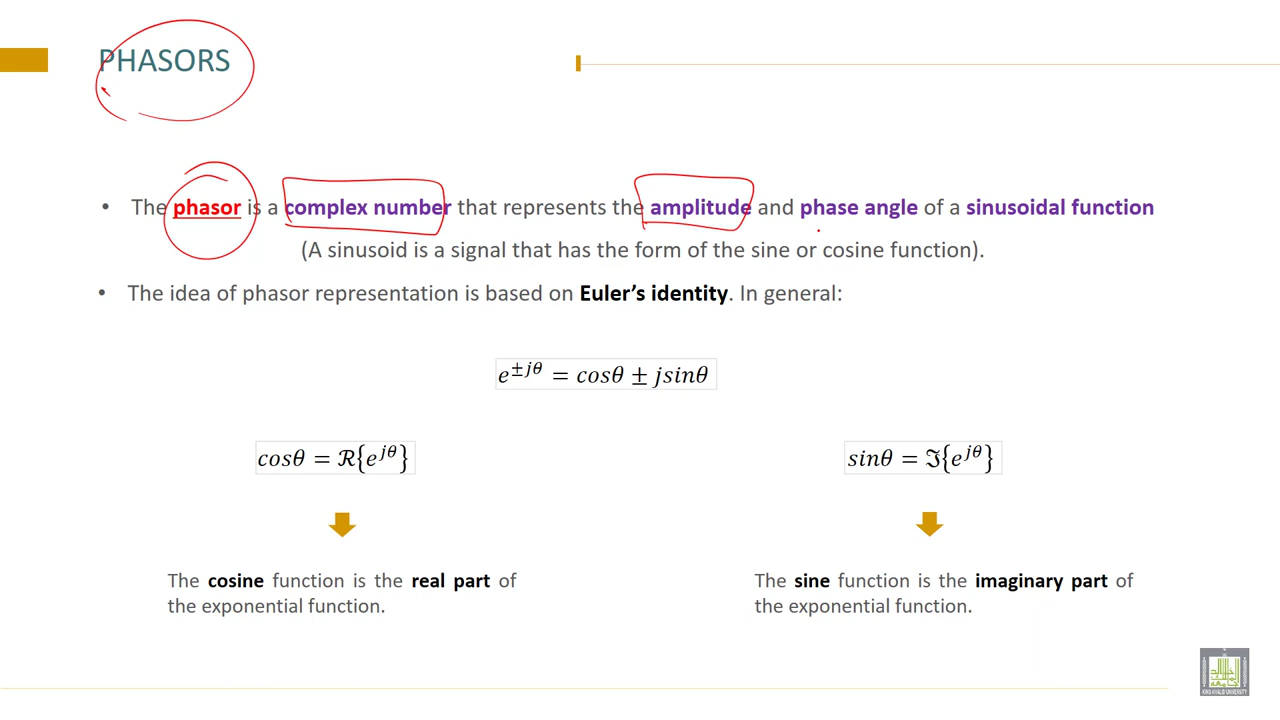 PHASORS
• The phasor is a complex number that represents the amplitude and phase angle of a sinusoidal function
(A sinusoid is a signal that has the form of the sine or cosine function).
• The idea of phasor representation is based on Euler’s identity. In general:
e^{±jθ} = cosθ ± jsinθ
cosθ = ℛ{e^{jθ}}
sinθ = ℑ{e^{jθ}}
The cosine function is the real part of
the exponential function.
The sine function is the imaginary part of
the exponential function.
KING KHALID UNIVERSITY